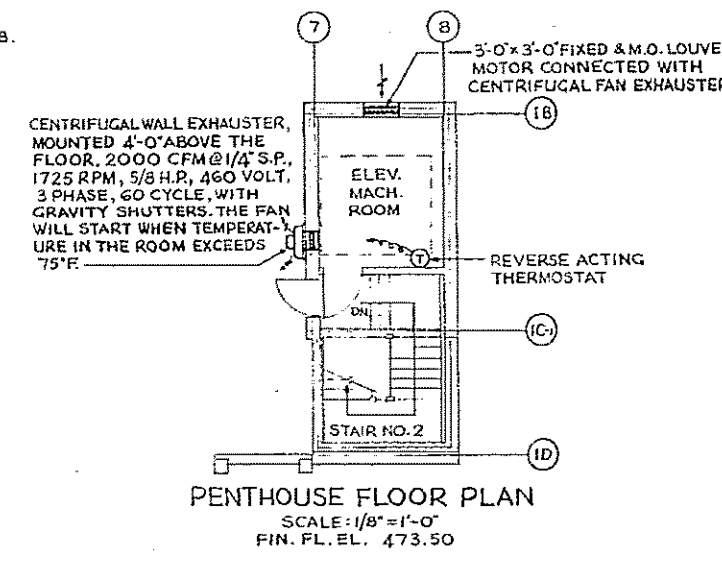 B.
7
8
3'-0"x3'-0" FIXED & M.O. LOUVE
MOTOR CONNECTED WITH
CENTRIFUGAL FAN EXHAUSTER
1B
CENTRIFUGAL WALL EXHAUSTER,
MOUNTED 4'-0" ABOVE THE
FLOOR. 2000 CFM @ 1/4" S.P.,
1725 RPM, 5/8 H.P., 460 VOLT,
3 PHASE, 60 CYCLE, WITH
GRAVITY SHUTTERS. THE FAN
WILL START WHEN TEMPERAT-
URE IN THE ROOM EXCEEDS
75°F.
ELEV.
MACH.
ROOM
T
REVERSE ACTING
THERMOSTAT
DN
1C-1
STAIR NO. 2
1D
PENTHOUSE FLOOR PLAN
SCALE: 1/8" = 1'-0"
FIN. FL. EL. 473.50